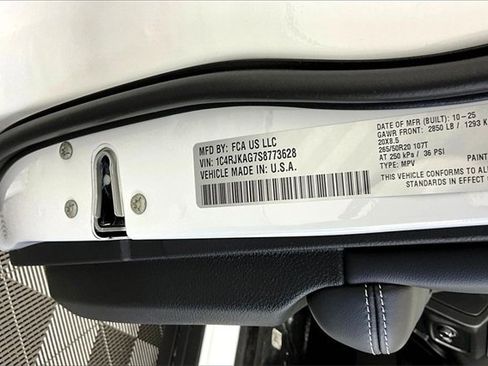 MFD BY: FCA US LLC
VIN: 1C4RJKAG7S8773628
VEHICLE MADE IN: U.S.A.
DATE OF MFR (BUILT): 10-25
GAWR FRONT: 2850 LB / 1293 K
20X8.5
265/50R20 107T
AT 250 kPa / 36 PSI
TYPE: MPV
PAINT
THIS VEHICLE CONFORMS TO ALL
STANDARDS IN EFFECT